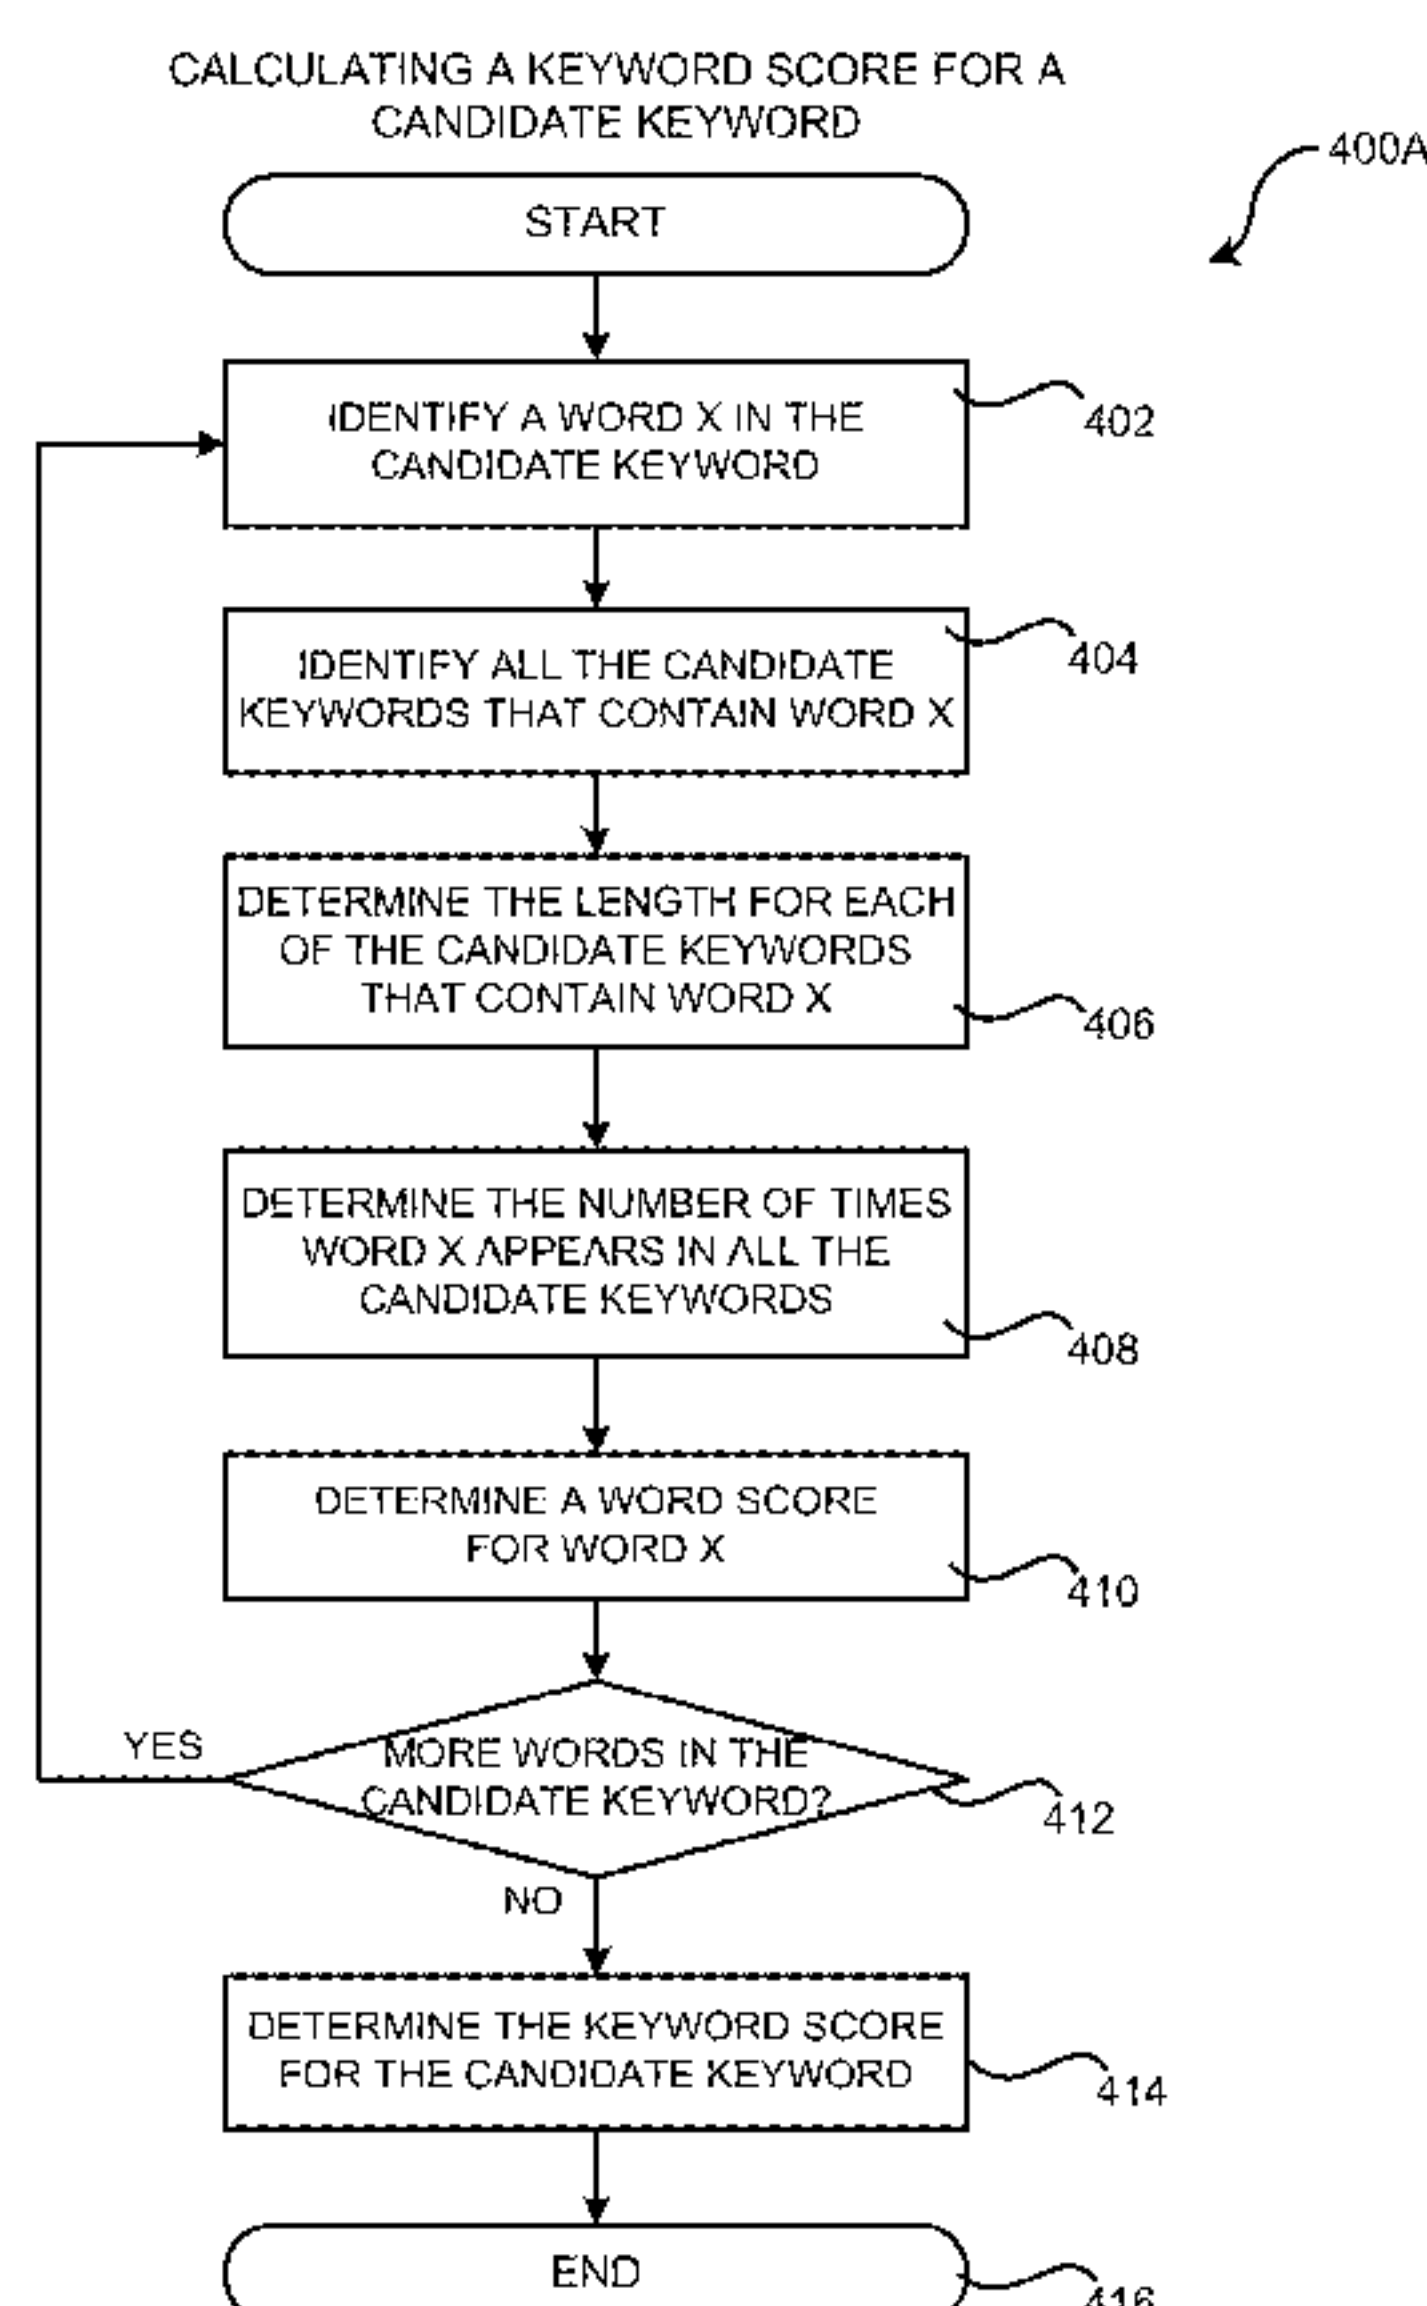 CALCULATING A KEYWORD SCORE FOR A
CANDIDATE KEYWORD
400A
START
IDENTIFY A WORD X IN THE
CANDIDATE KEYWORD
402
IDENTIFY ALL THE CANDIDATE
KEYWORDS THAT CONTAIN WORD X
404
DETERMINE THE LENGTH FOR EACH
OF THE CANDIDATE KEYWORDS
THAT CONTAIN WORD X
406
DETERMINE THE NUMBER OF TIMES
WORD X APPEARS IN ALL THE
CANDIDATE KEYWORDS
408
DETERMINE A WORD SCORE
FOR WORD X
410
YES
MORE WORDS IN THE
CANDIDATE KEYWORD?
412
NO
DETERMINE THE KEYWORD SCORE
FOR THE CANDIDATE KEYWORD
414
END
416